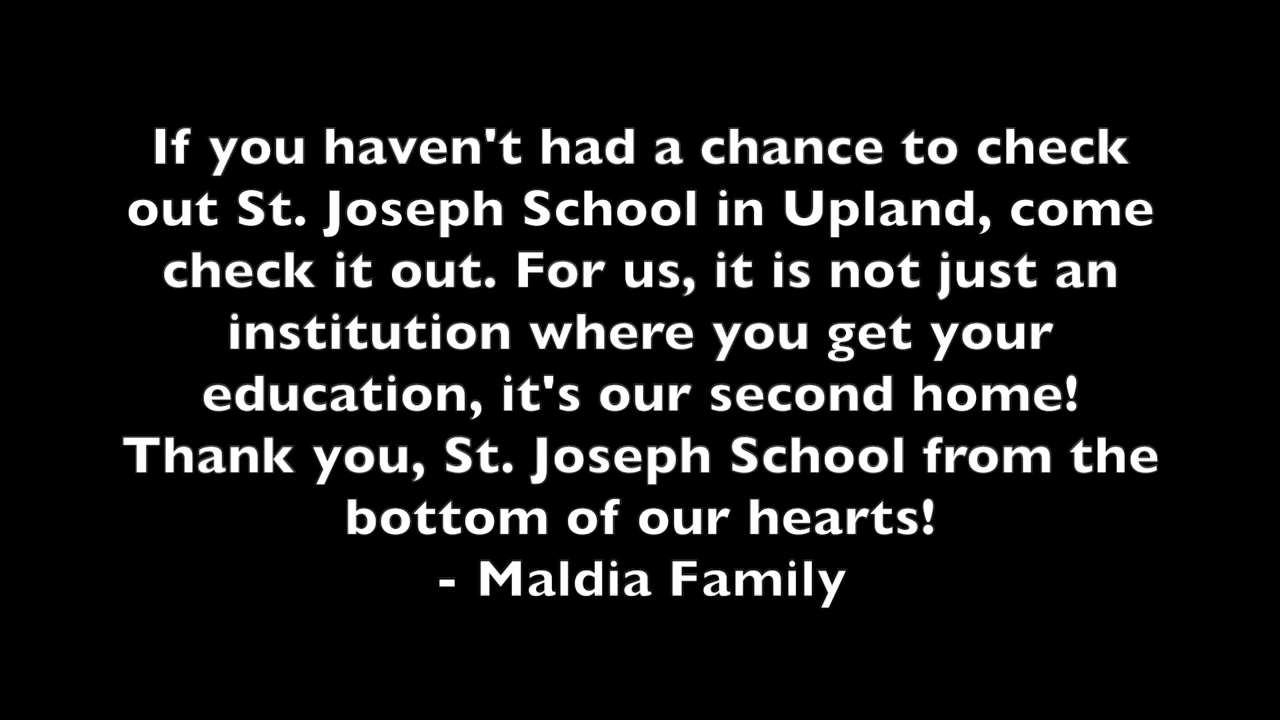 If you haven't had a chance to check
out St. Joseph School in Upland, come
check it out. For us, it is not just an
institution where you get your
education, it's our second home!
Thank you, St. Joseph School from the
bottom of our hearts!
- Maldia Family